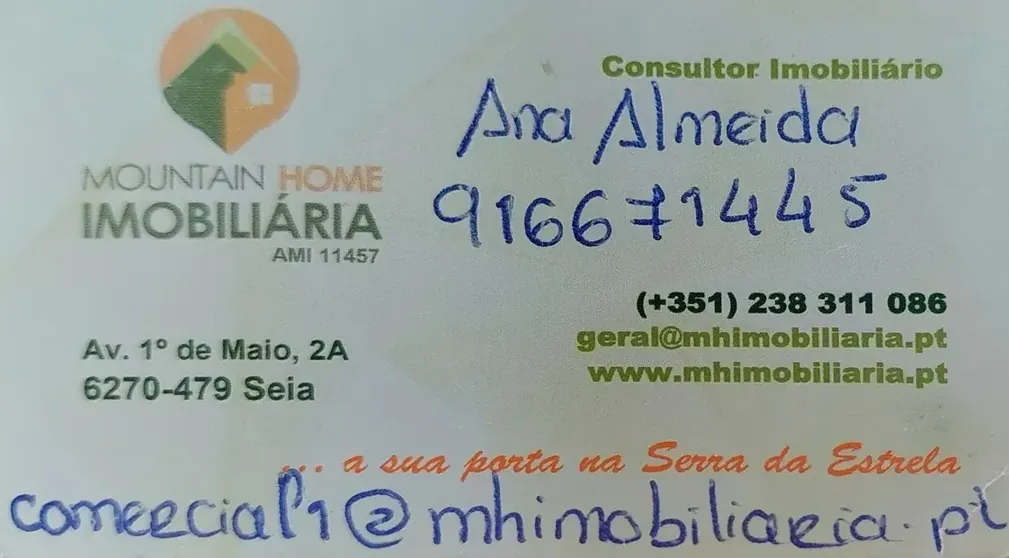 MOUNTAIN HOME
IMOBILIÁRIA
AMI 11457
Av. 1º de Maio, 2A
6270-479 Seia
Consultor Imobiliário
Ana Almeida
916671445
(+351) 238 311 086
geral@mhimobiliaria.pt
www.mhimobiliaria.pt
... a sua porta na Serra da Estrela
comercial1@mhimobiliaria.pt